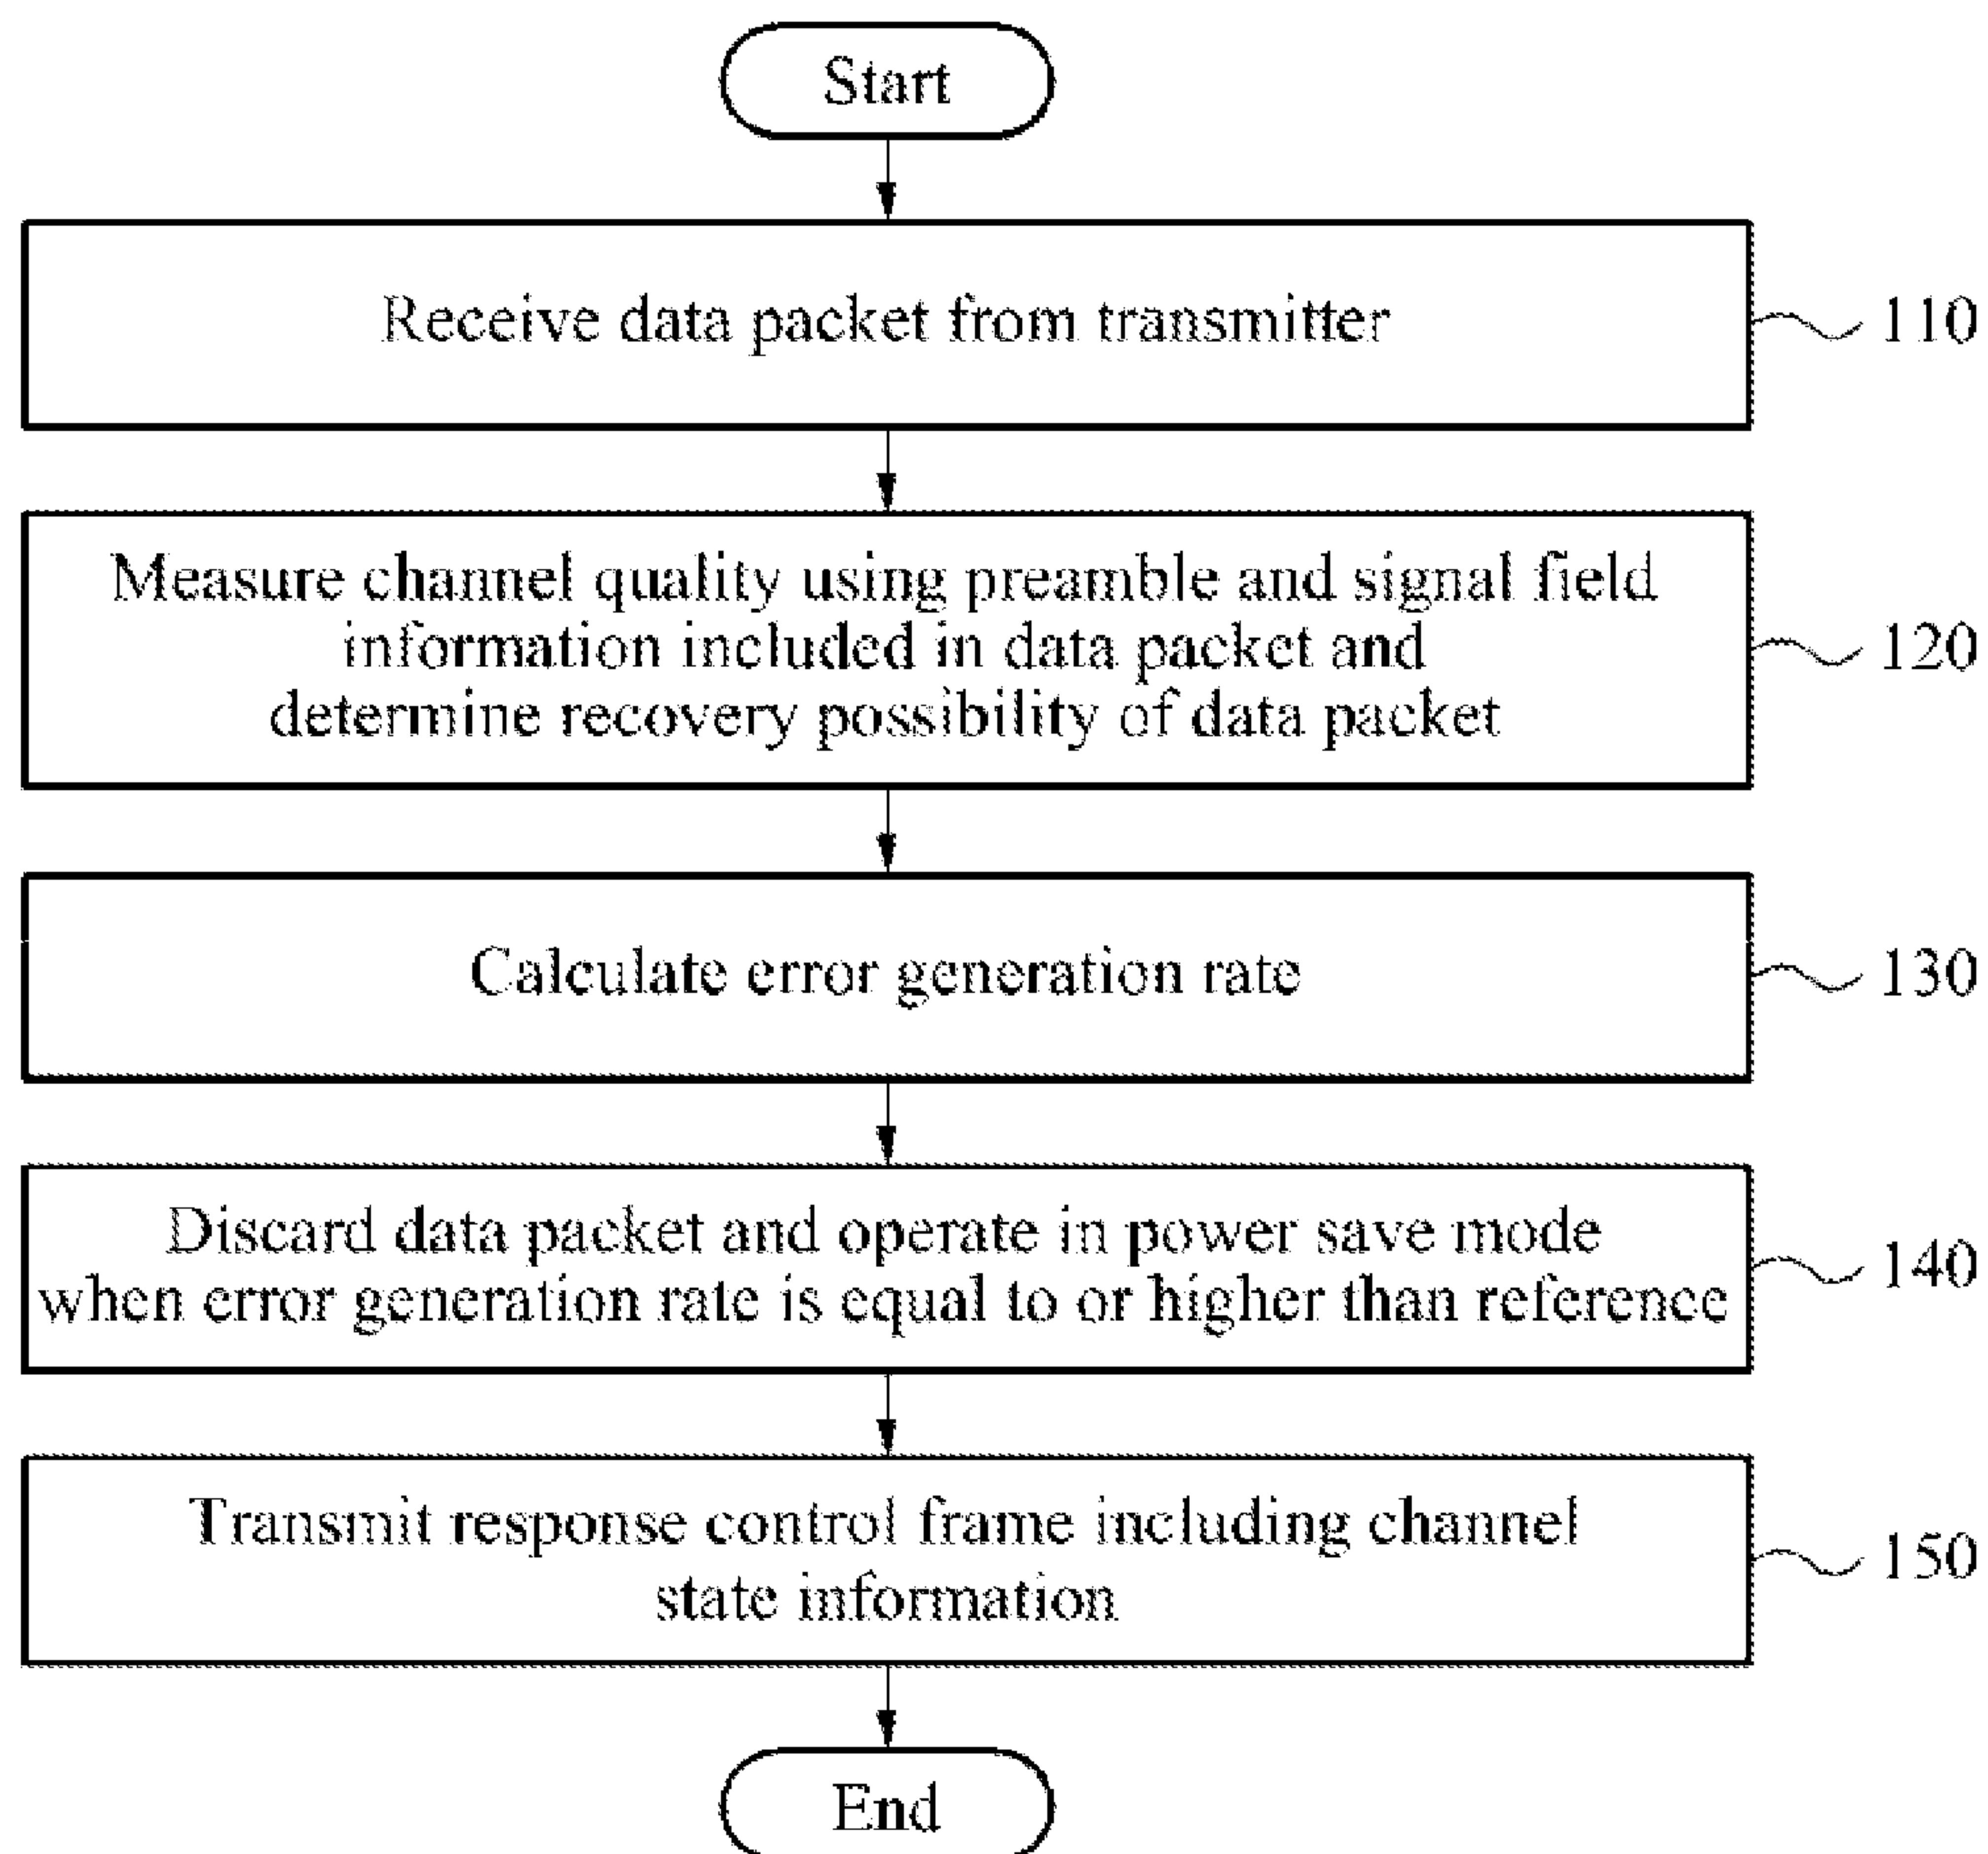 Start
Receive data packet from transmitter
110
Measure channel quality using preamble and signal field
information included in data packet and
determine recovery possibility of data packet
120
Calculate error generation rate
130
Discard data packet and operate in power save mode
when error generation rate is equal to or higher than reference
140
Transmit response control frame including channel
state information
150
End